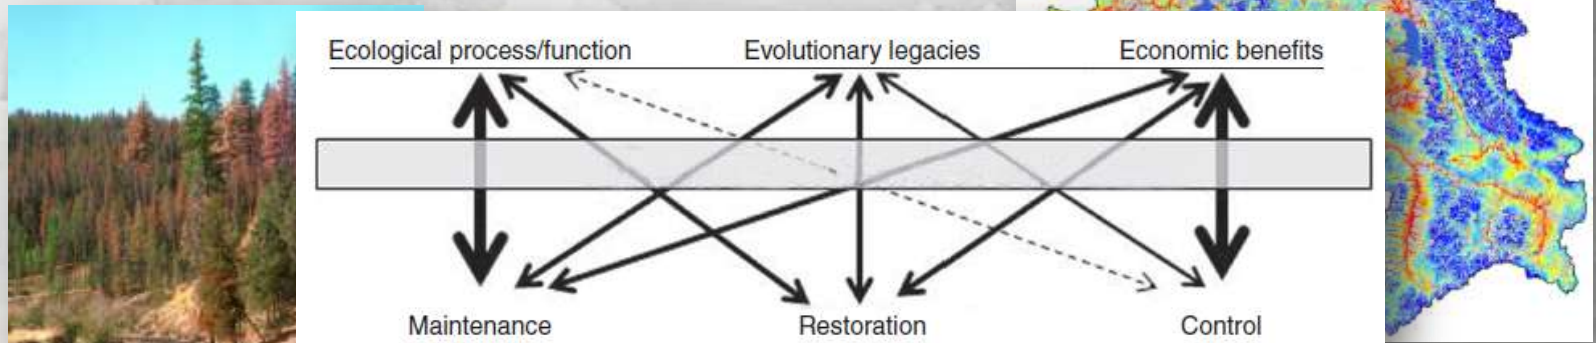 Ecological process/function Evolutionary legacies Economic benefits
Maintenance Restoration Control